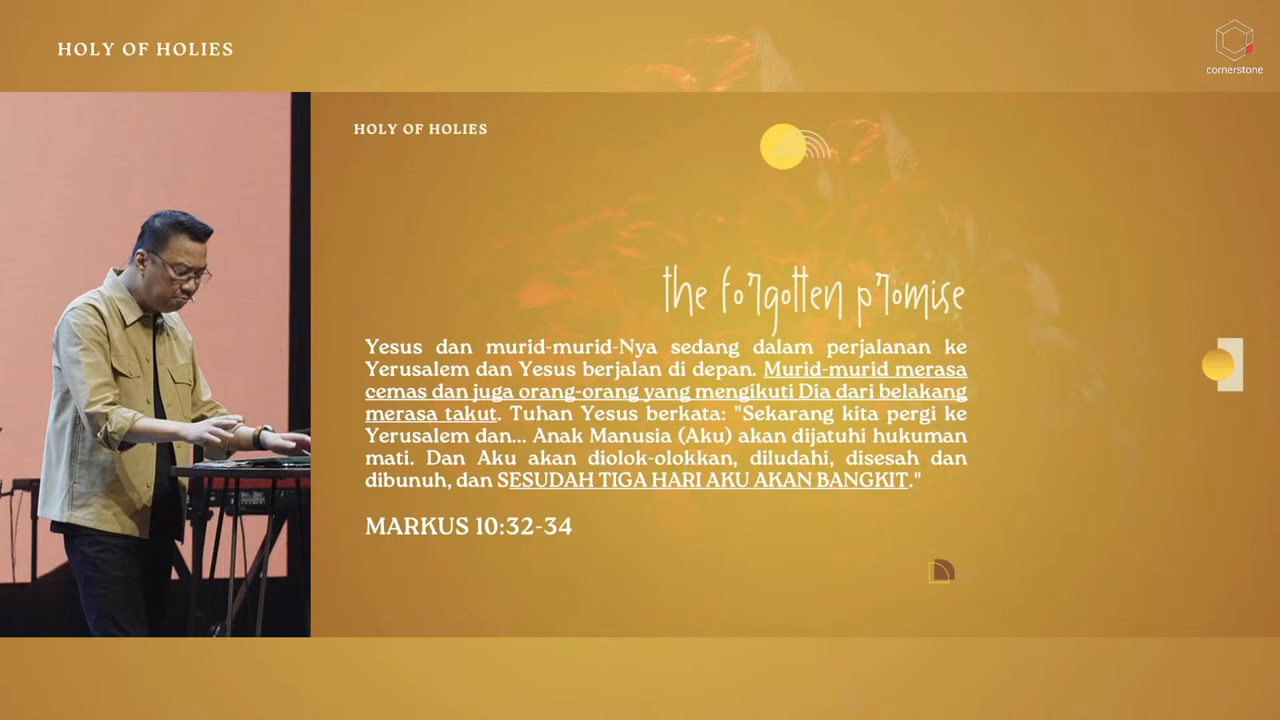 HOLY OF HOLIES
cornerstone
HOLY OF HOLIES
the forgotten promise
Yesus dan murid-murid-Nya sedang dalam perjalanan ke
Yerusalem dan Yesus berjalan di depan. Murid-murid merasa
cemas dan juga orang-orang yang mengikuti Dia dari belakang
merasa takut. Tuhan Yesus berkata: "Sekarang kita pergi ke
Yerusalem dan... Anak Manusia (Aku) akan dijatuhi hukuman
mati. Dan Aku akan diolok-olokkan, diludahi, disesah dan
dibunuh, dan SESUDAH TIGA HARI AKU AKAN BANGKIT."
MARKUS 10:32-34